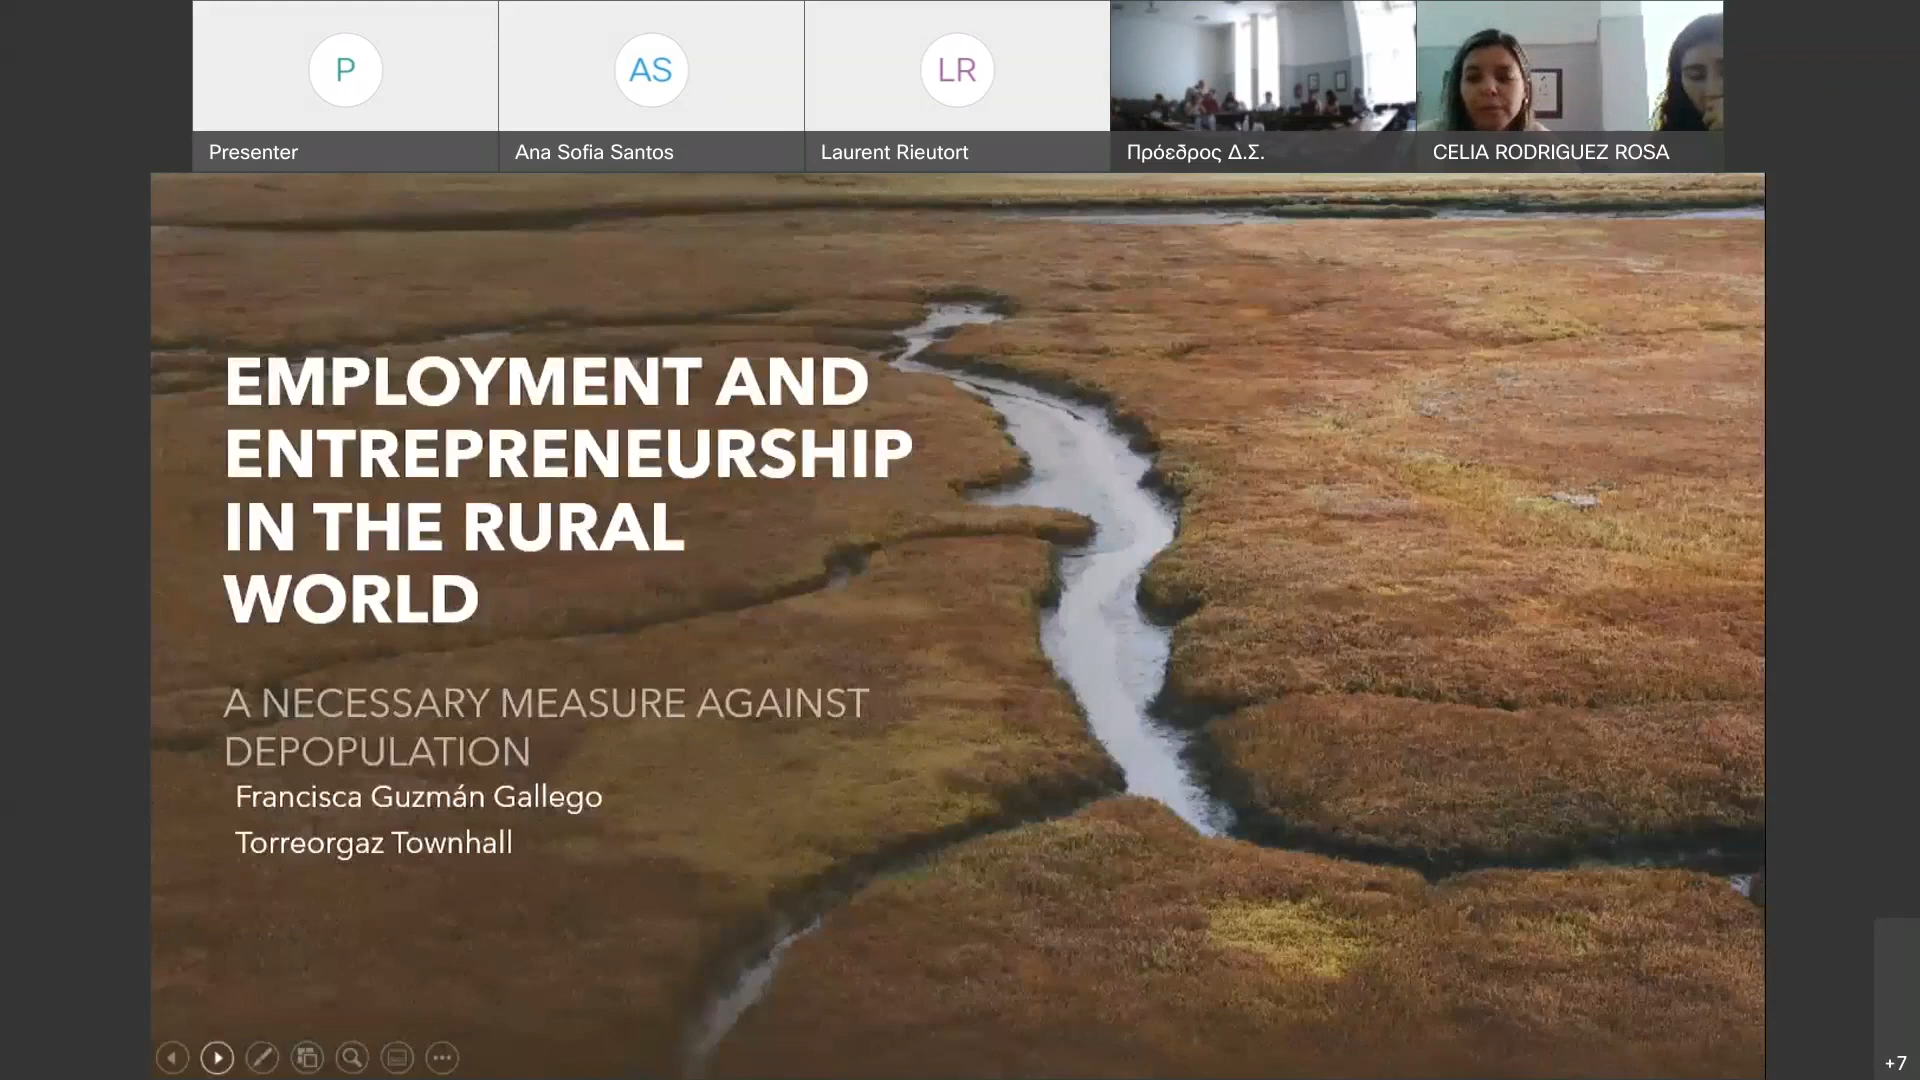 P
AS
LR
Presenter
Ana Sofia Santos
Laurent Rieutort
Πρόεδρος Δ.Σ.
CELIA RODRIGUEZ ROSA
EMPLOYMENT AND
ENTREPRENEURSHIP
IN THE RURAL
WORLD
A NECESSARY MEASURE AGAINST
DEPOPULATION
Francisca Guzmán Gallego
Torreorgaz Townhall
+7